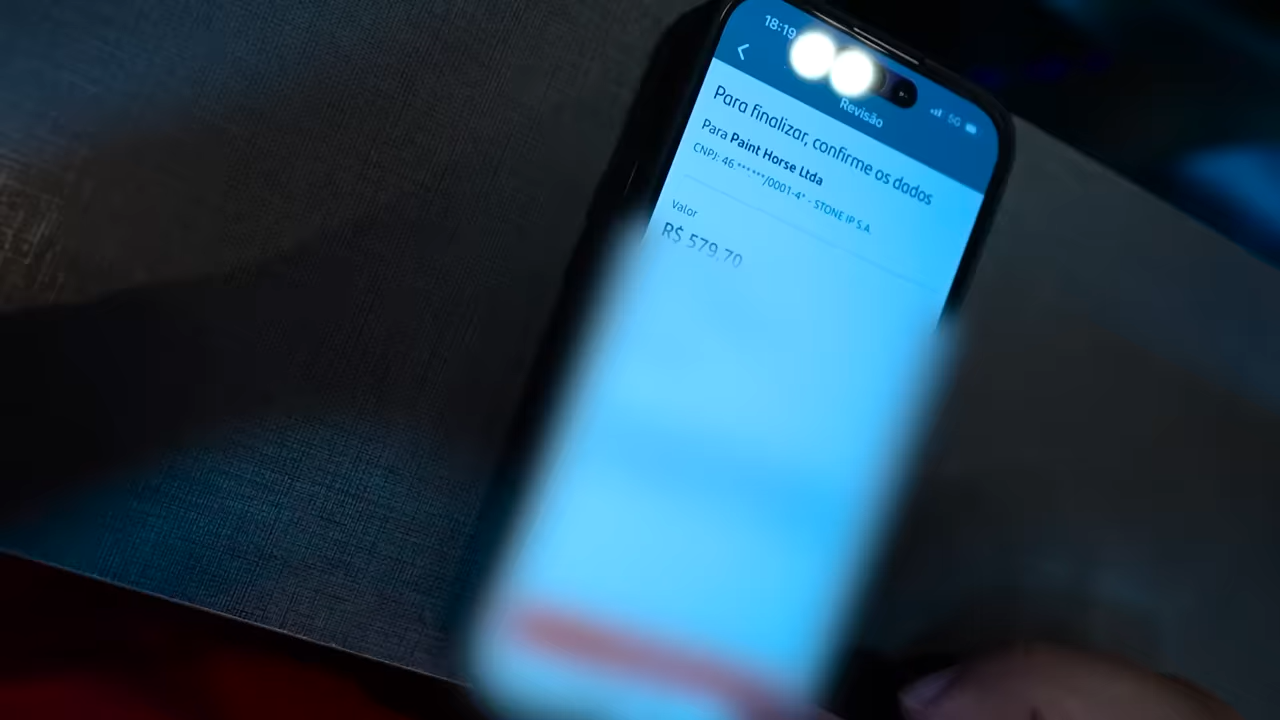 18:19
5G
Revisão
Para finalizar, confirme os dados
Para Paint Horse Ltda
CNPJ: 46.******/0001-4* - STONE IP S.A.
Valor
R$ 579,70